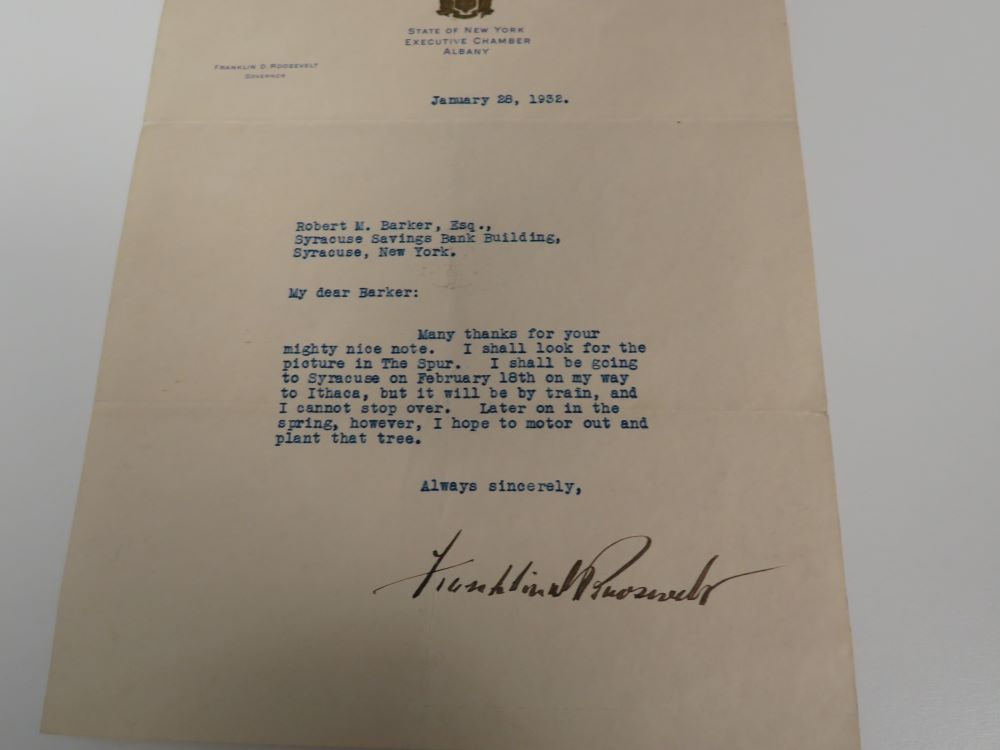 STATE OF NEW YORK
EXECUTIVE CHAMBER
ALBANY
FRANKLIN D. ROOSEVELT
GOVERNOR
January 28, 1932.
Robert M. Barker, Esq.,
Syracuse Savings Bank Building,
Syracuse, New York.
My dear Barker:
Many thanks for your
mighty nice note. I shall look for the
picture in The Spur. I shall be going
to Syracuse on February 18th on my way
to Ithaca, but it will be by train, and
I cannot stop over. Later on in the
spring, however, I hope to motor out and
plant that tree.
Always sincerely,
Franklin D Roosevelt